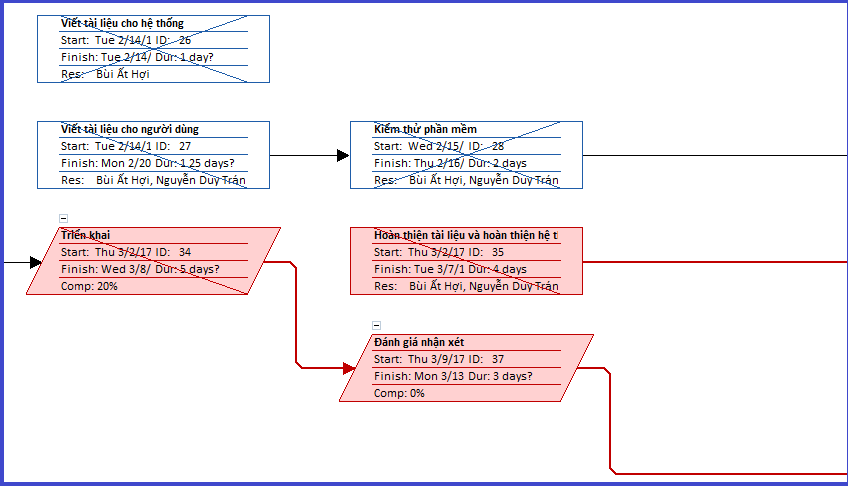 Viết tài liệu cho hệ thống
Start: Tue 2/14/1 ID: 26
Finish: Tue 2/14/ Dur: 1 day?
Res: Bùi Ất Hợi
Viết tài liệu cho người dùng
Start: Tue 2/14/1 ID: 27
Finish: Mon 2/20 Dur: 1.25 days?
Res: Bùi Ất Hợi, Nguyễn Duy Trán
Kiểm thử phần mềm
Start: Wed 2/15/ ID: 28
Finish: Thu 2/16/ Dur: 2 days
Res: Bùi Ất Hợi, Nguyễn Duy Trán
Triển khai
Start: Thu 3/2/17 ID: 34
Finish: Wed 3/8/ Dur: 5 days?
Comp: 20%
Hoàn thiện tài liệu và hoàn thiện hệ t
Start: Thu 3/2/17 ID: 35
Finish: Tue 3/7/1 Dur: 4 days
Res: Bùi Ất Hợi, Nguyễn Duy Trán
Đánh giá nhận xét
Start: Thu 3/9/17 ID: 37
Finish: Mon 3/13 Dur: 3 days?
Comp: 0%